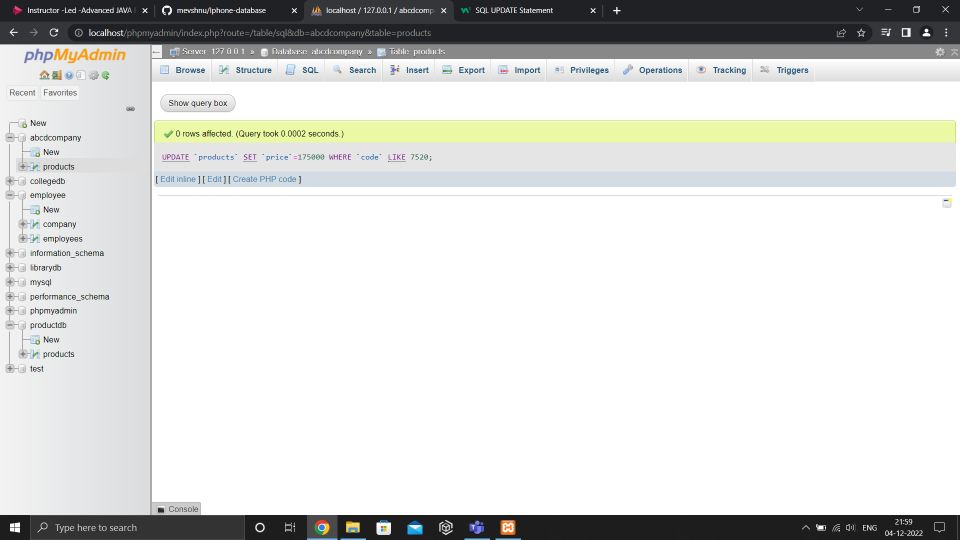 Instructor -Led -Advanced JAVA
mevshnu/Iphone-database
localhost / 127.0.0.1 / abcdcomp
SQL UPDATE Statement
localhost/phpmyadmin/index.php?route=/table/sql&db=abcdcompany&table=products
phpMyAdmin
Server: 127.0.0.1 » Database: abcdcompany » Table: products
Browse Structure SQL Search Insert Export Import Privileges Operations Tracking Triggers
Recent Favorites
Show query box
New
abcdcompany
New
products
collegedb
employee
New
company
employees
information_schema
librarydb
mysql
performance_schema
phpmyadmin
productdb
New
products
test
0 rows affected. (Query took 0.0002 seconds.)
UPDATE `products` SET `price`=175000 WHERE `code` LIKE 7520;
[ Edit inline ] [ Edit ] [ Create PHP code ]
Console
Type here to search
ENG
21:59
04-12-2022